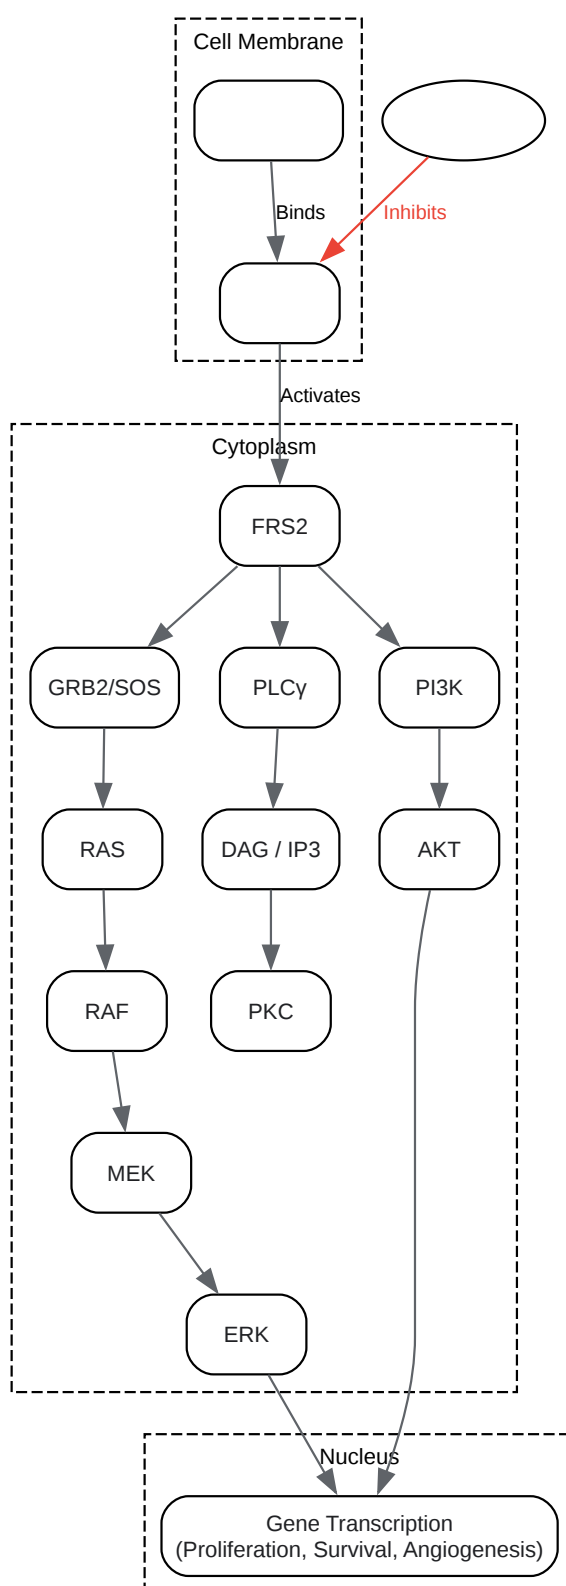 Cell Membrane
Binds
Inhibits
Activates
Cytoplasm
FRS2
GRB2/SOS
PLCγ
PI3K
RAS
DAG / IP3
AKT
RAF
PKC
MEK
ERK
Nucleus
Gene Transcription
(Proliferation, Survival, Angiogenesis)